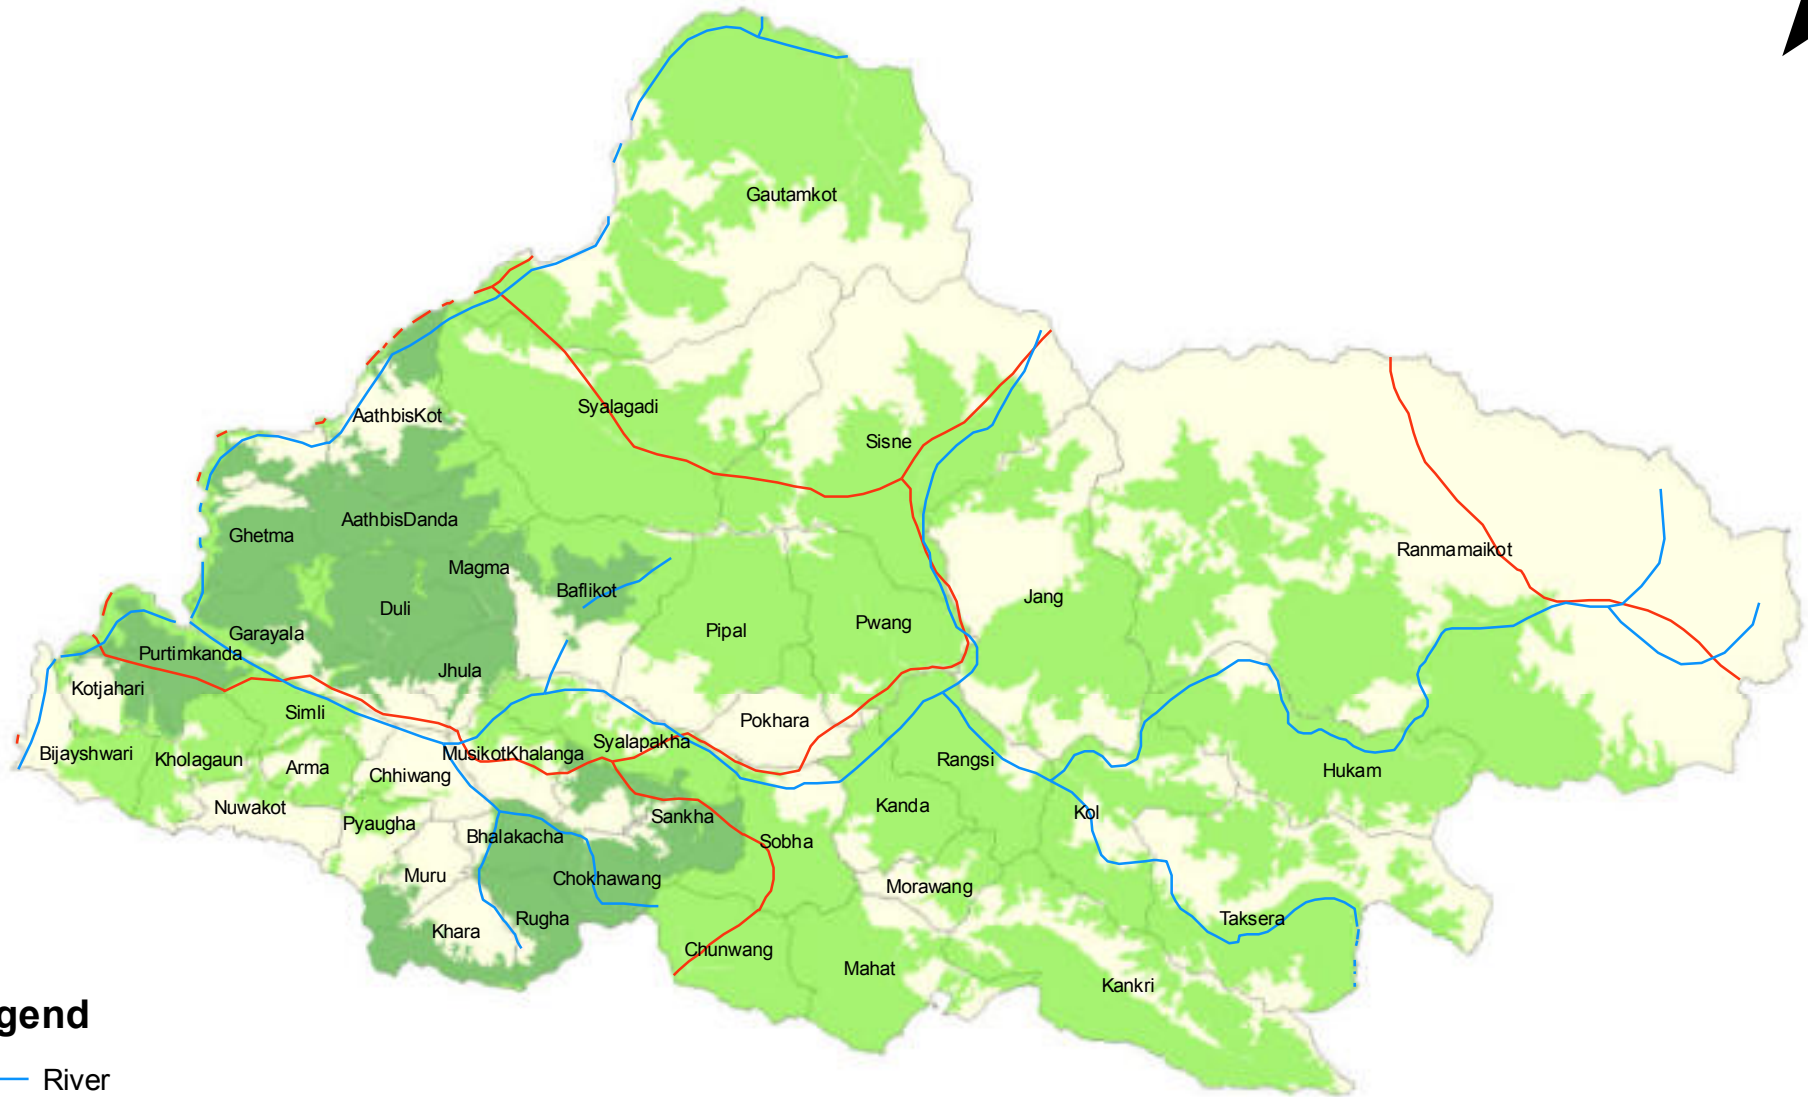 Gautamkot
AathbisKot
Syalagadi
Sisne
Ghetma
AathbisDanda
Ranmamaikot
Magma
Baflikot
Duli
Jang
Garayala
Pipal
Pwang
Purtimkanda
Jhula
Kotjahari
Simli
Pokhara
Bijayshwari
Kholagaun
Arma
Chhiwang
MusikotKhalanga
Syalapakha
Rangsi
Hukam
Nuwakot
Pyaugha
Bhalakacha
Sankha
Sobha
Kanda
Kol
Muru
Chokhawang
Morawang
Khara
Rugha
Chunwang
Mahat
Taksera
Kankri
gend
River